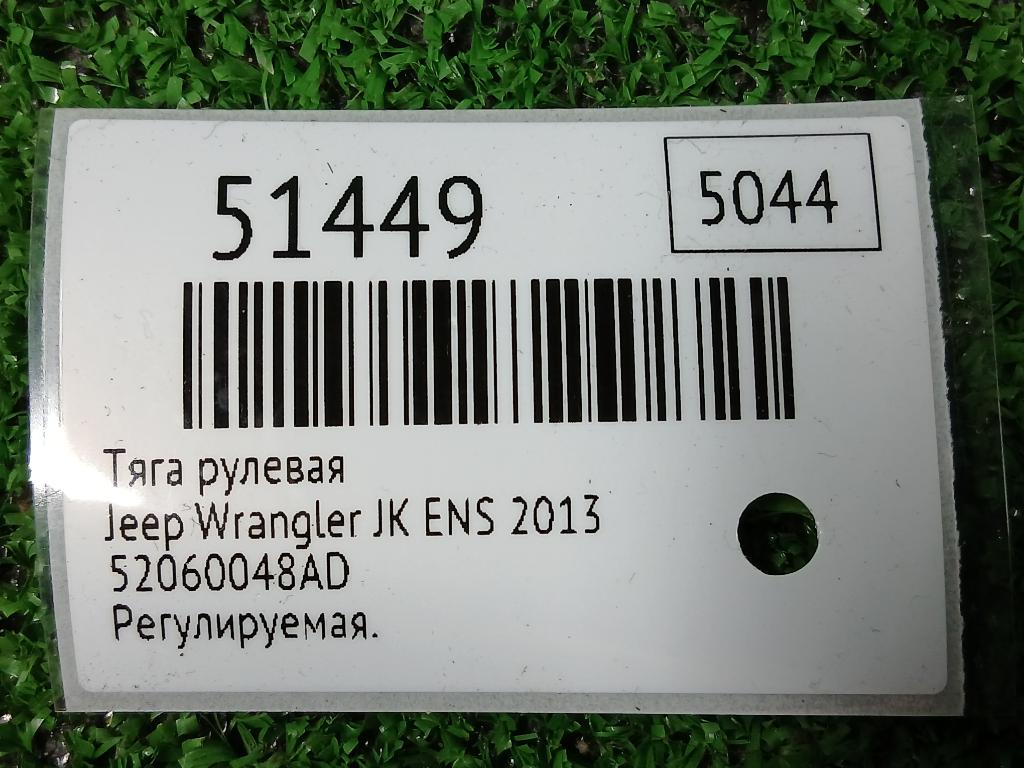 51449
5044
Тяга рулевая
Jeep Wrangler JK ENS 2013
52060048AD
Регулируемая.